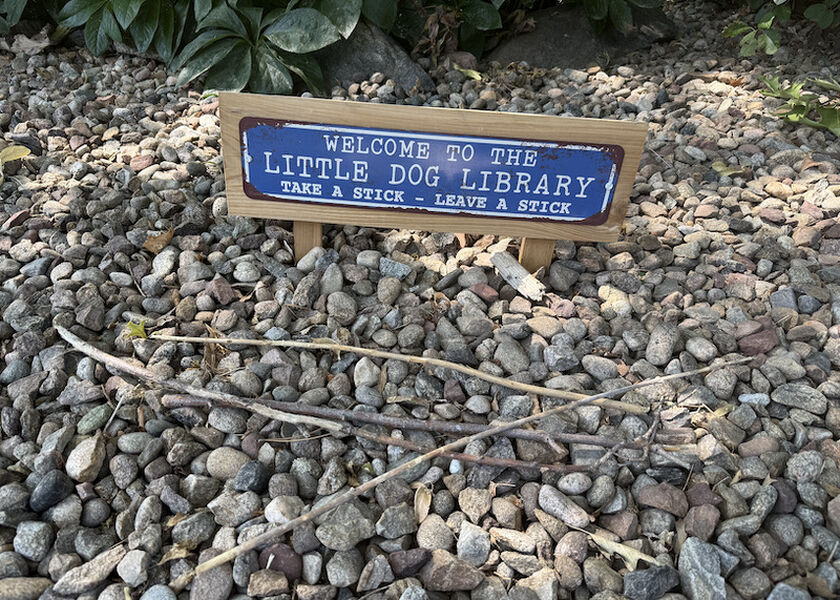 WELCOME TO THE
LITTLE DOG LIBRARY
TAKE A STICK - LEAVE A STICK